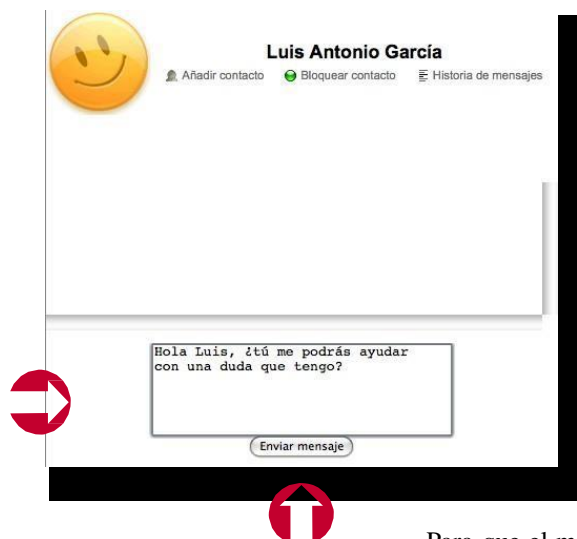 Luis Antonio García
Añadir contacto Bloquear contacto Historia de mensajes
Hola Luis, ¿tú me podrás ayudar
con una duda que tengo?
Enviar mensaje